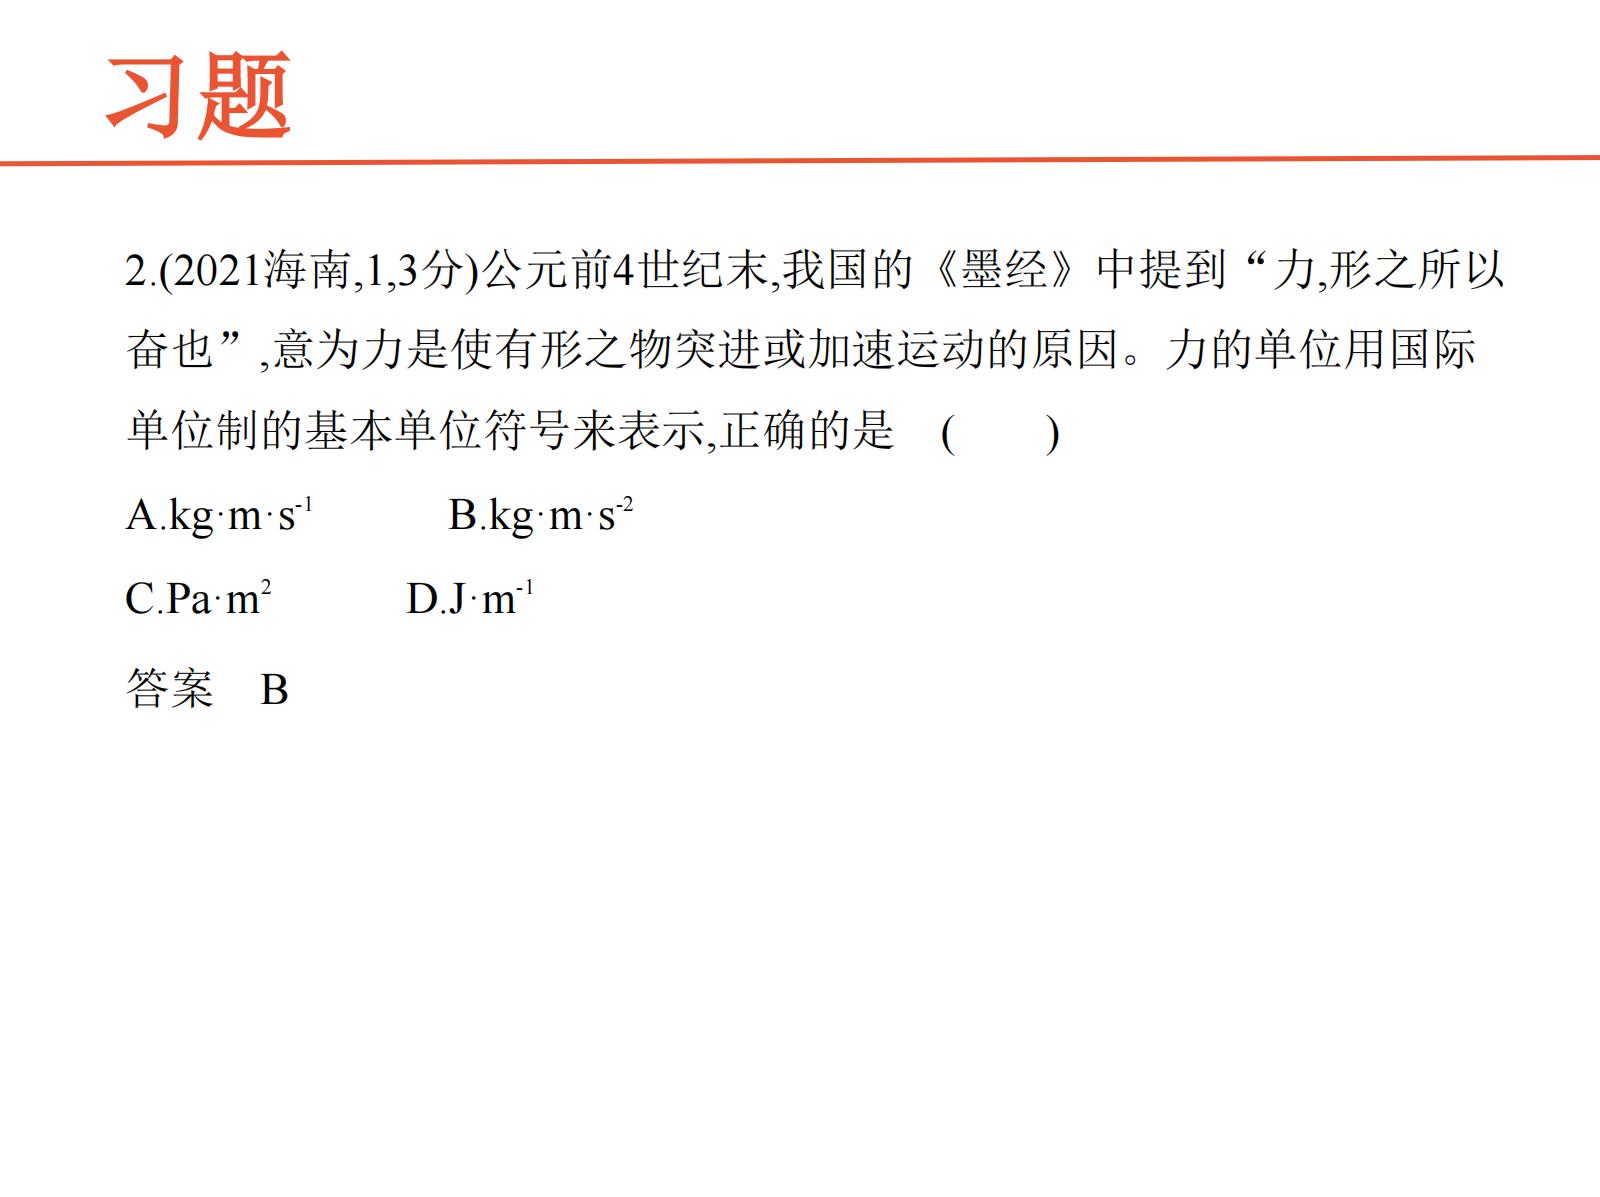 习题
2.(2021海南,1,3分)公元前4世纪末,我国的《墨经》中提到“力,形之所以
奋也”,意为力是使有形之物突进或加速运动的原因。力的单位用国际
单位制的基本单位符号来表示,正确的是 (  )
A.kg·m·s⁻¹ B.kg·m·s⁻²
C.Pa·m² D.J·m⁻¹
答案 B